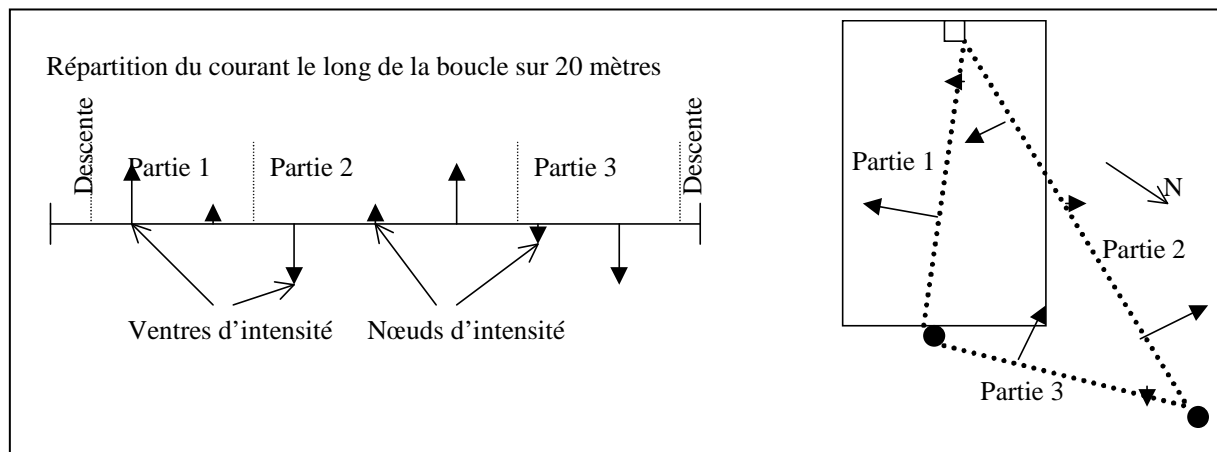 Répartition du courant le long de la boucle sur 20 mètres
Descente
Partie 1
Partie 2
Partie 3
Descente
Ventres d’intensité
Nœuds d’intensité
Partie 1
N
Partie 2
Partie 3